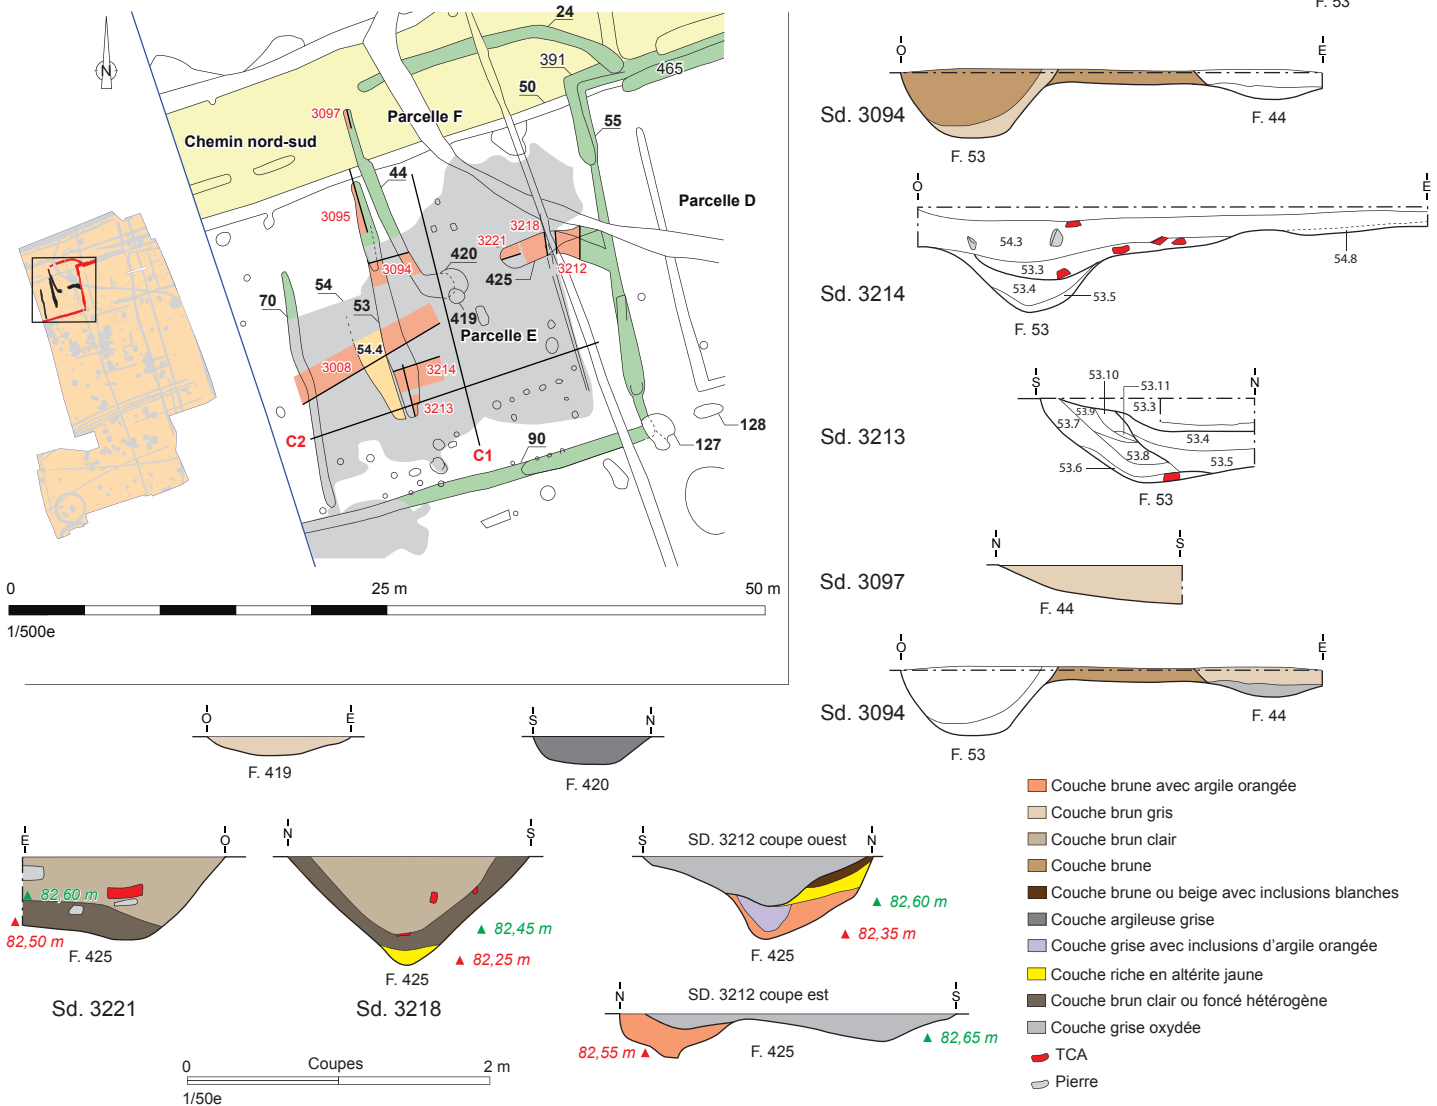 F. 53
24
391
465
50
3097
Parcelle F
55
Chemin nord-sud
44
Parcelle D
3095
3218
3221
420
3094
425
3212
54
53
70
419
Parcelle E
54.4
3008
3214
3213
128
C2
90
127
C1
N
0
25 m
50 m
1/500e
O
E
Sd. 3094
F. 44
F. 53
O
E
54.3
53.3
54.8
53.4
53.5
Sd. 3214
F. 53
S
53.10
53.11
N
53.3
53.9
53.7
53.4
53.8
53.5
53.6
Sd. 3213
F. 53
N
S
Sd. 3097
F. 44
O
E
Sd. 3094
F. 44
F. 53
O
E
F. 419
S
N
F. 420
E
O
82,60 m
82,50 m
F. 425
Sd. 3221
N
S
82,45 m
82,25 m
F. 425
Sd. 3218
S
SD. 3212 coupe ouest
N
82,60 m
82,35 m
F. 425
N
SD. 3212 coupe est
S
82,55 m
F. 425
82,65 m
0
Coupes
2 m
1/50e
Couche brune avec argile orangée
Couche brun gris
Couche brun clair
Couche brune
Couche brune ou beige avec inclusions blanches
Couche argileuse grise
Couche grise avec inclusions d'argile orangée
Couche riche en altérite jaune
Couche brun clair ou foncé hétérogène
Couche grise oxydée
TCA
Pierre